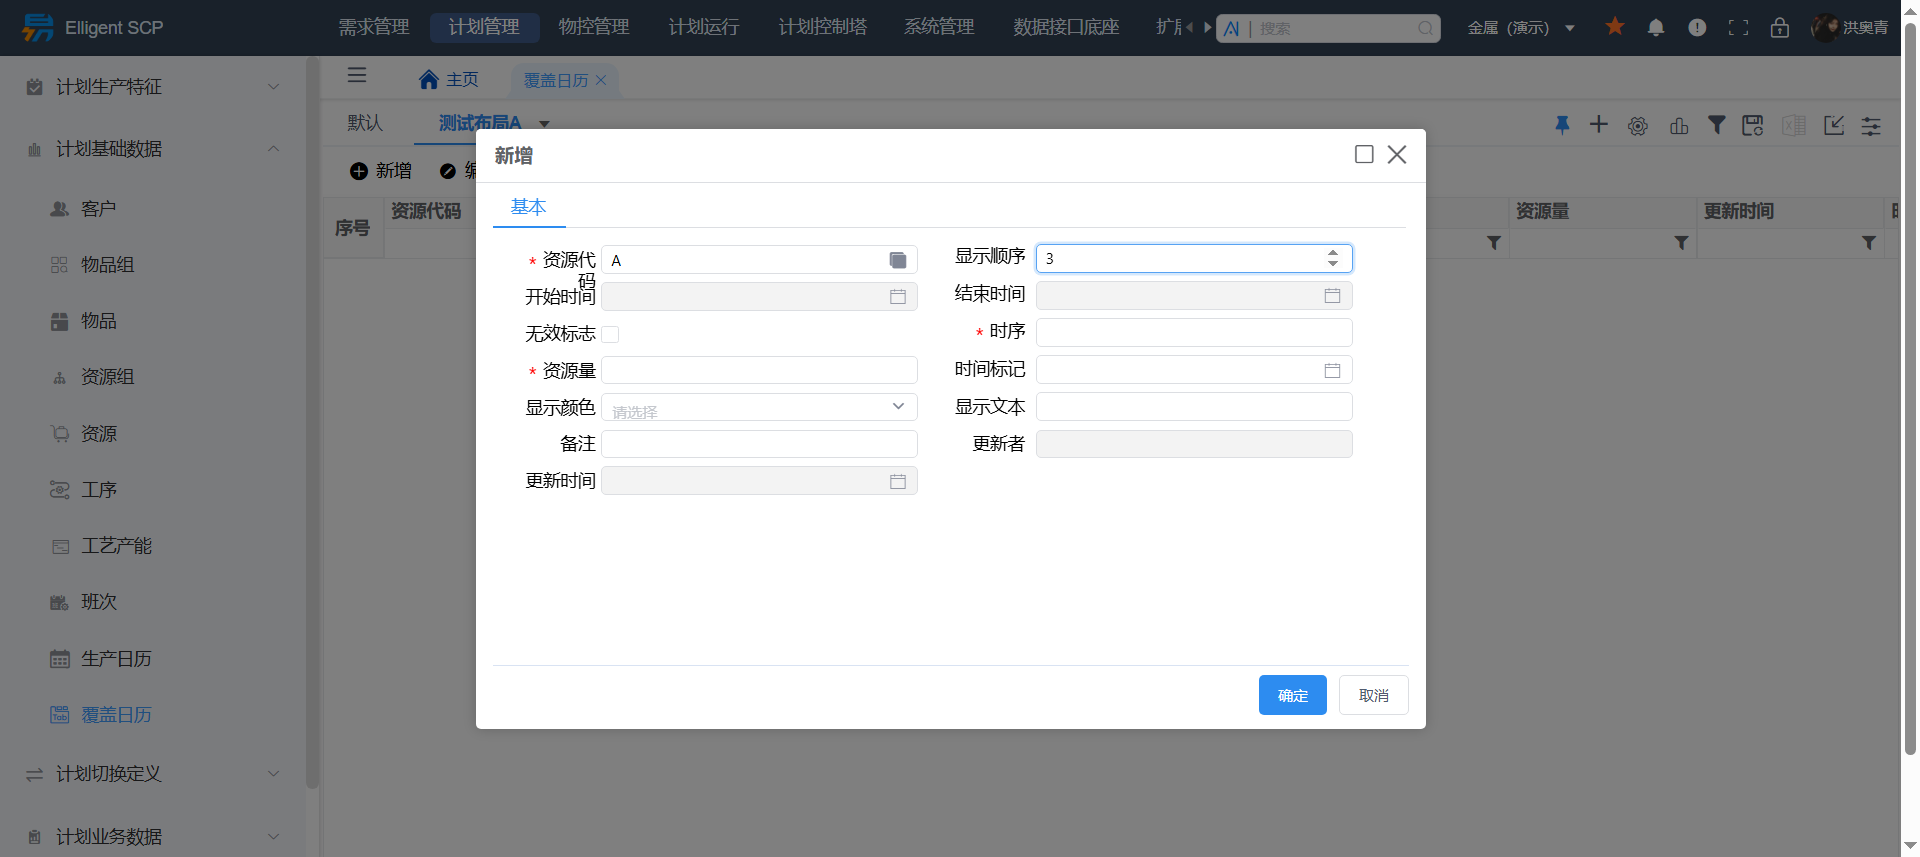 Elligent SCP
需求管理
计划管理
物控管理
计划运行
计划控制塔
系统管理
数据接口底座
AI | 搜索
金属 (演示)
洪奥青
计划生产特征
主页
覆盖日历
计划基础数据
默认
测试布局A
新增
客户
物品组
物品
资源组
资源
工序
工艺产能
班次
生产日历
覆盖日历
计划切换定义
计划业务数据
序号
资源代码
资源量
更新时间
新增
基本
* 资源代码
A
显示顺序
3
开始时间
结束时间
无效标志
* 时序
* 资源量
时间标记
显示颜色
请选择
显示文本
备注
更新者
更新时间
确定
取消